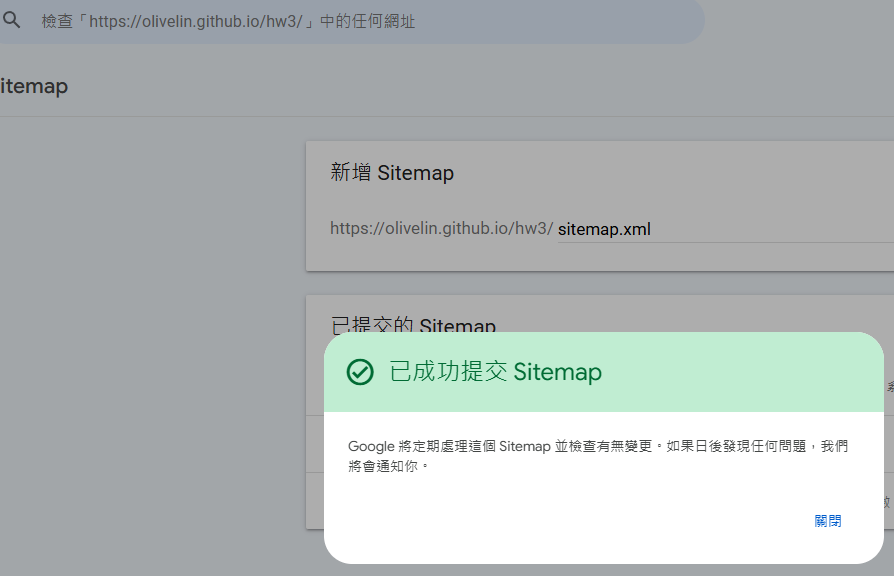 檢查「https://olivelin.github.io/hw3/」中的任何網址
itemap
新增 Sitemap
https://olivelin.github.io/hw3/ sitemap.xml
已提交的 Sitemap
已成功提交 Sitemap
Google 將定期處理這個 Sitemap 並檢查有無變更。如果日後發現任何問題，我們
將會通知你。
關閉